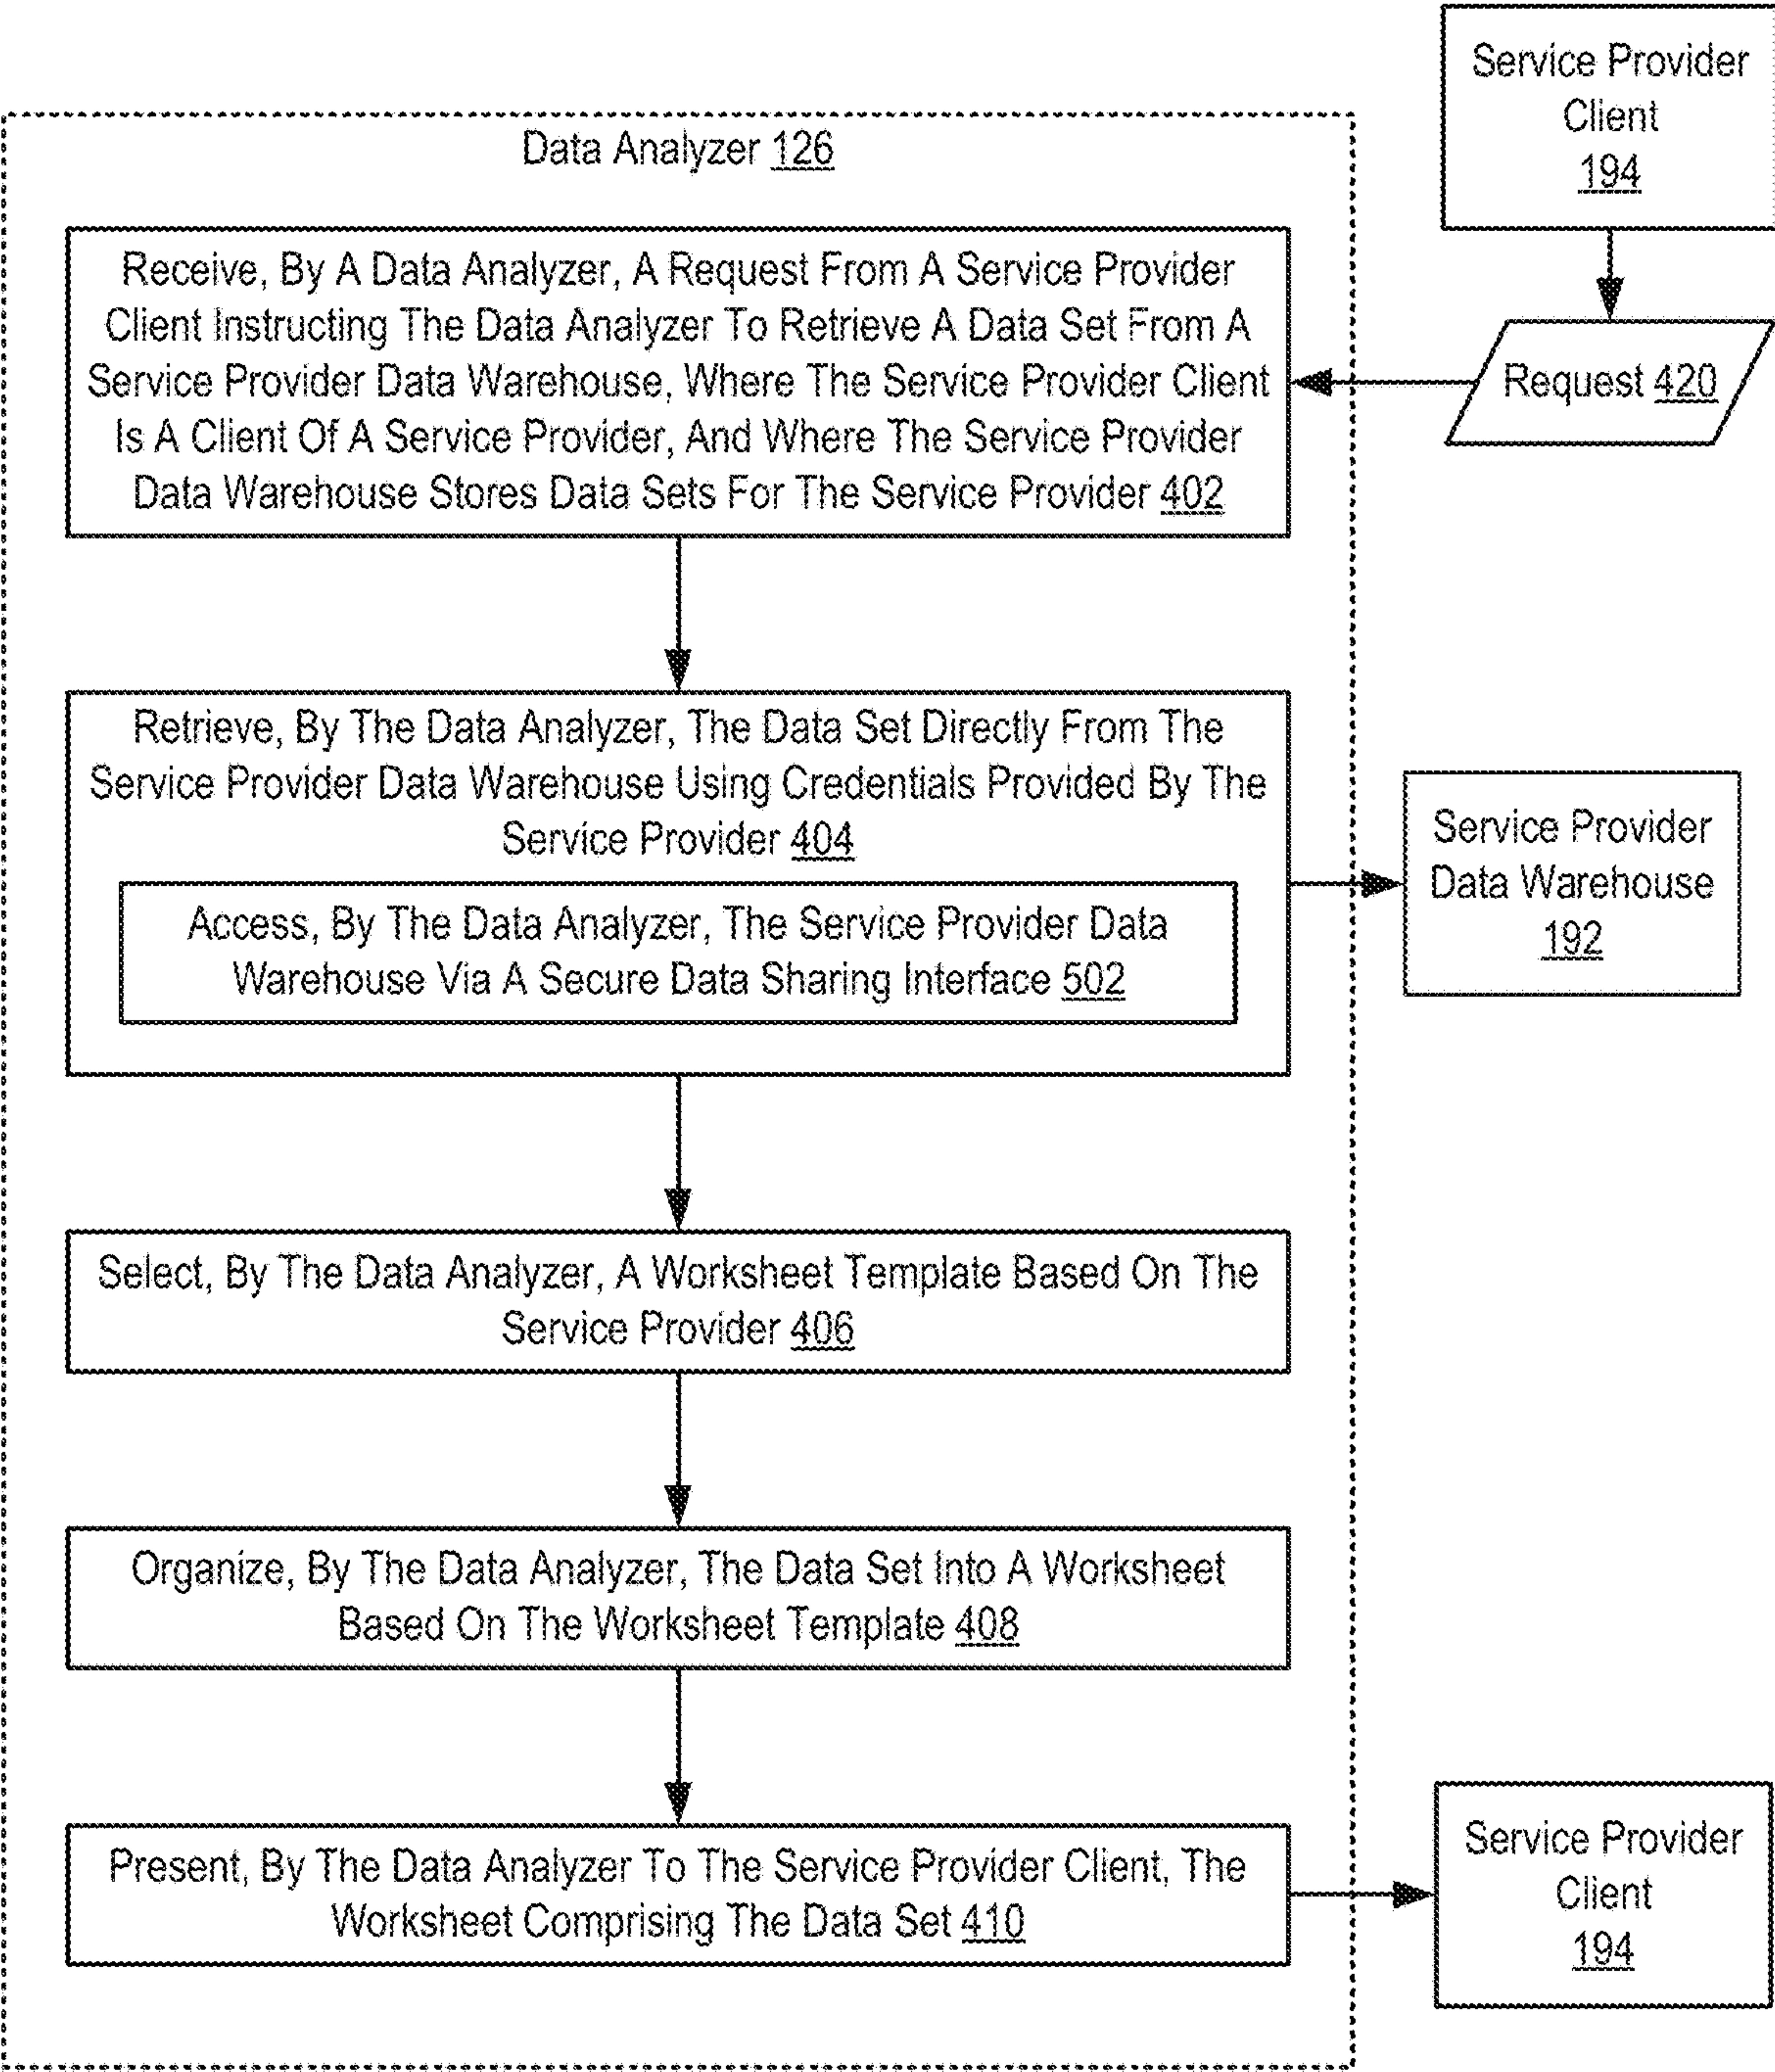 Service Provider
Client
194
Data Analyzer 126
Receive, By A Data Analyzer, A Request From A Service Provider
Client Instructing The Data Analyzer To Retrieve A Data Set From A
Service Provider Data Warehouse, Where The Service Provider Client
Is A Client Of A Service Provider, And Where The Service Provider
Data Warehouse Stores Data Sets For The Service Provider 402
Request 420
Retrieve, By The Data Analyzer, The Data Set Directly From The
Service Provider Data Warehouse Using Credentials Provided By The
Service Provider 404
Access, By The Data Analyzer, The Service Provider Data
Warehouse Via A Secure Data Sharing Interface 502
Service Provider
Data Warehouse
192
Select, By The Data Analyzer, A Worksheet Template Based On The
Service Provider 406
Organize, By The Data Analyzer, The Data Set Into A Worksheet
Based On The Worksheet Template 408
Present, By The Data Analyzer To The Service Provider Client, The
Worksheet Comprising The Data Set 410
Service Provider
Client
194